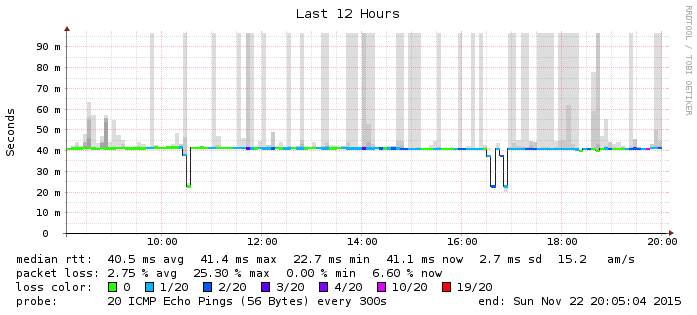 Last 12 Hours
RRDTOOL / TOBI OETIKER
Seconds
90 m
80 m
70 m
60 m
50 m
40 m
30 m
20 m
10 m
0
10:00 12:00 14:00 16:00 18:00 20:00
median rtt: 40.5 ms avg 41.4 ms max 22.7 ms min 41.1 ms now 2.7 ms sd 15.2 am/s
packet loss: 2.75 % avg 25.30 % max 0.00 % min 6.60 % now
loss color: 0 1/20 2/20 3/20 4/20 10/20 19/20
probe: 20 ICMP Echo Pings (56 Bytes) every 300s end: Sun Nov 22 20:05:04 2015